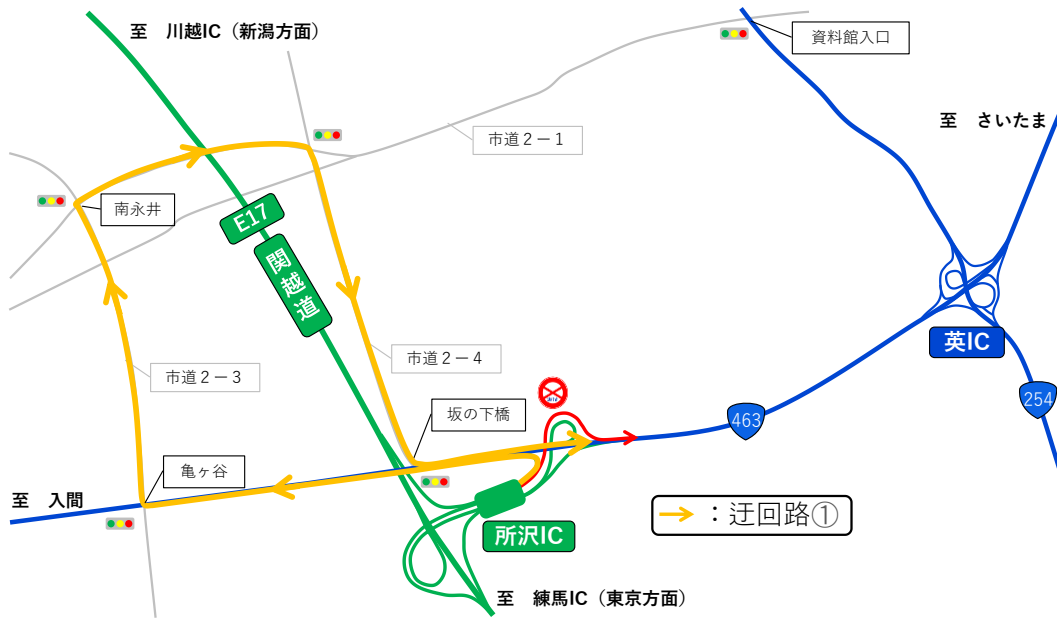 至　川越IC（新潟方面）
資料館入口
至　さいたま
市道２－１
南永井
E17
関越道
市道２－４
市道２－３
英IC
254
463
坂の下橋
亀ヶ谷
至　入間
所沢IC
：迂回路①
至　練馬IC（東京方面）